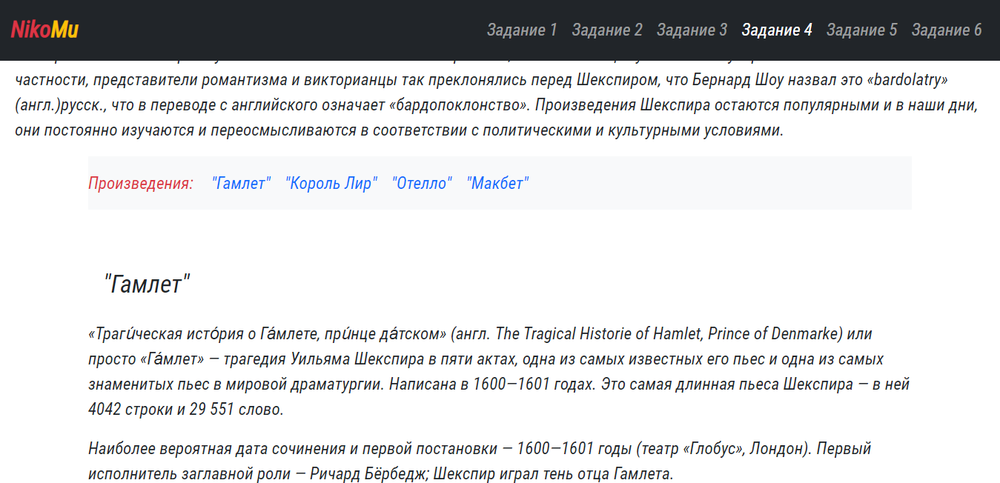 NikoMu
Задание 1 Задание 2 Задание 3 Задание 4 Задание 5 Задание 6
частности, представители романтизма и викторианцы так преклонялись перед Шекспиром, что Бернард Шоу назвал это «bardolatry»
(англ.)русск., что в переводе с английского означает «бардопоклонство». Произведения Шекспира остаются популярными и в наши дни,
они постоянно изучаются и переосмысливаются в соответствии с политическими и культурными условиями.
Произведения: "Гамлет" "Король Лир" "Отелло" "Макбет"
"Гамлет"
«Траги́ческая исто́рия о Га́млете, при́нце да́тском» (англ. The Tragical Historie of Hamlet, Prince of Denmarke) или
просто «Га́млет» — трагедия Уильяма Шекспира в пяти актах, одна из самых известных его пьес и одна из самых
знаменитых пьес в мировой драматургии. Написана в 1600—1601 годах. Это самая длинная пьеса Шекспира — в ней
4042 строки и 29 551 слово.
Наиболее вероятная дата сочинения и первой постановки — 1600—1601 годы (театр «Глобус», Лондон). Первый
исполнитель заглавной роли — Ричард Бёрбедж; Шекспир играл тень отца Гамлета.